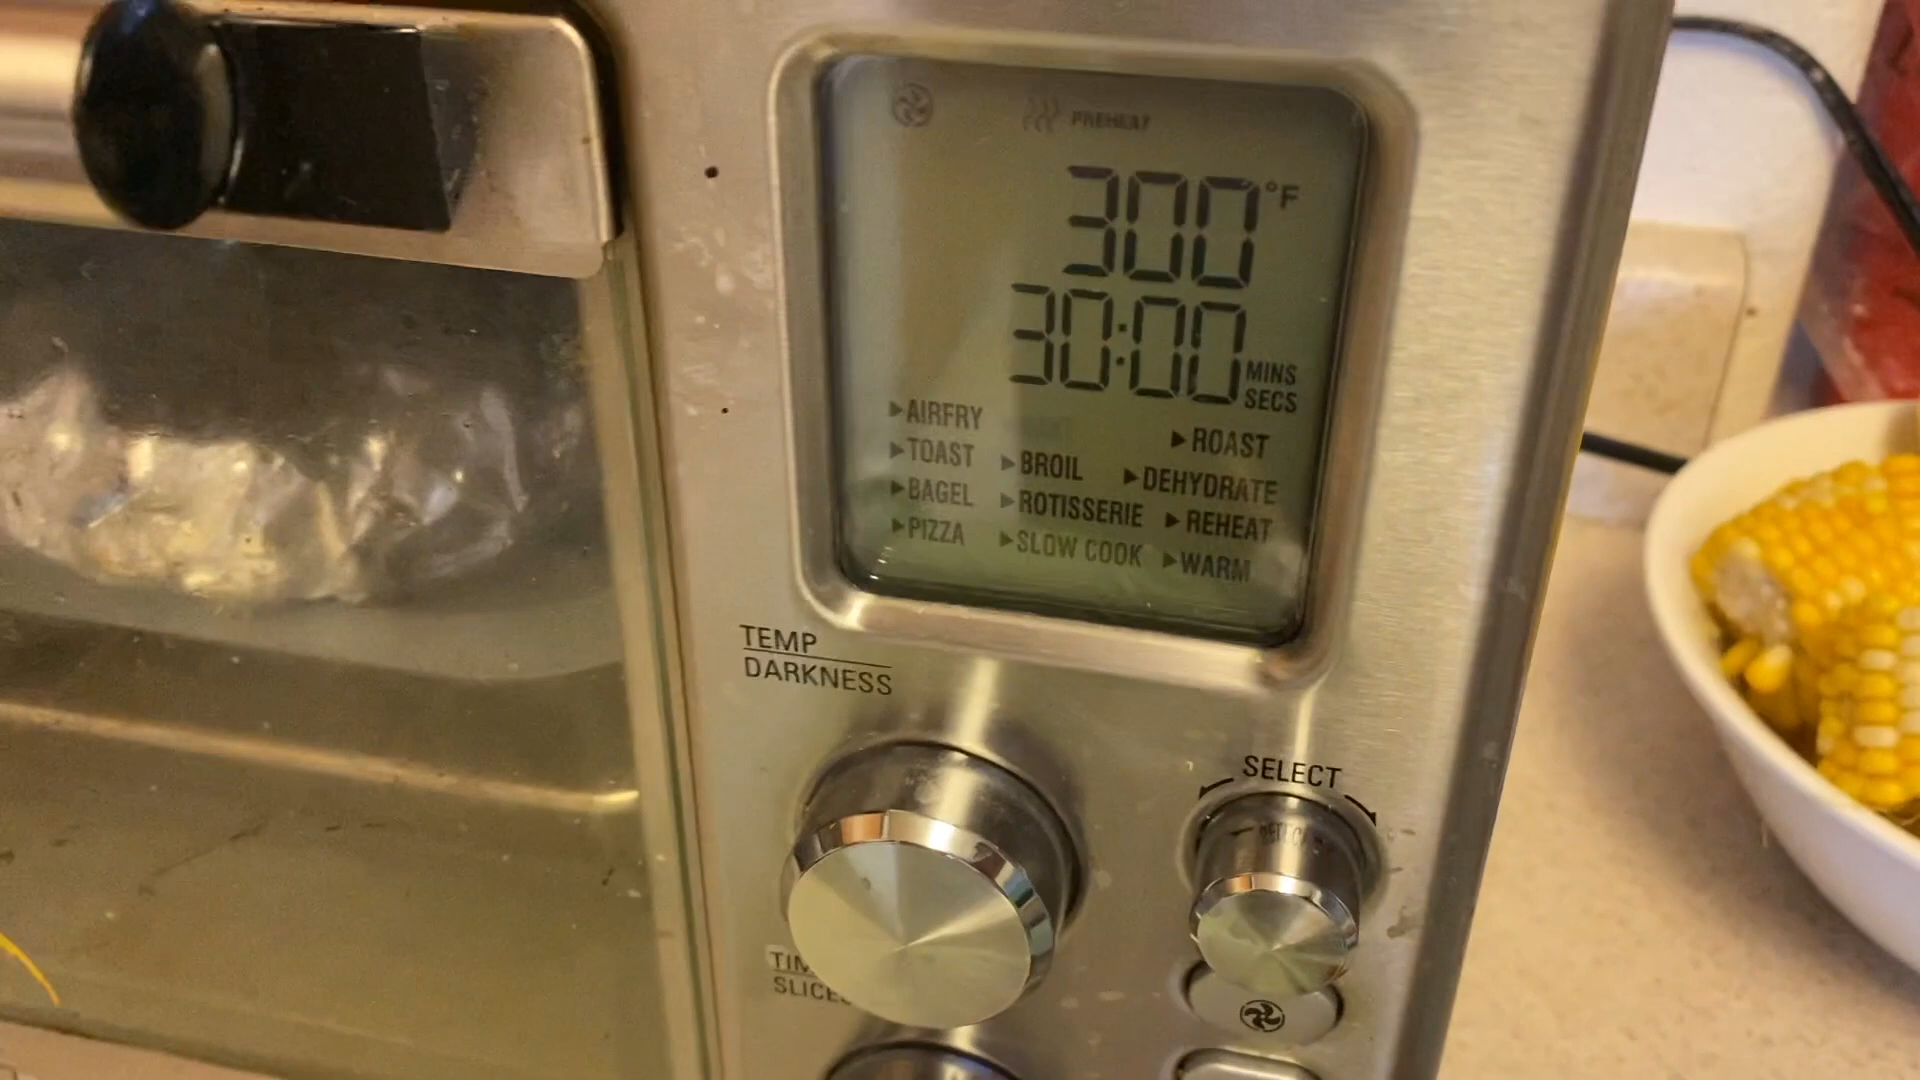 PREHEAT
300°F
30:00 MINS
SECS
▶AIRFRY
▶TOAST
▶BAGEL
▶PIZZA
▶BROIL
▶ROTISSERIE
▶SLOW COOK
▶ROAST
▶DEHYDRATE
▶REHEAT
▶WARM
TEMP
DARKNESS
SELECT
SLICES